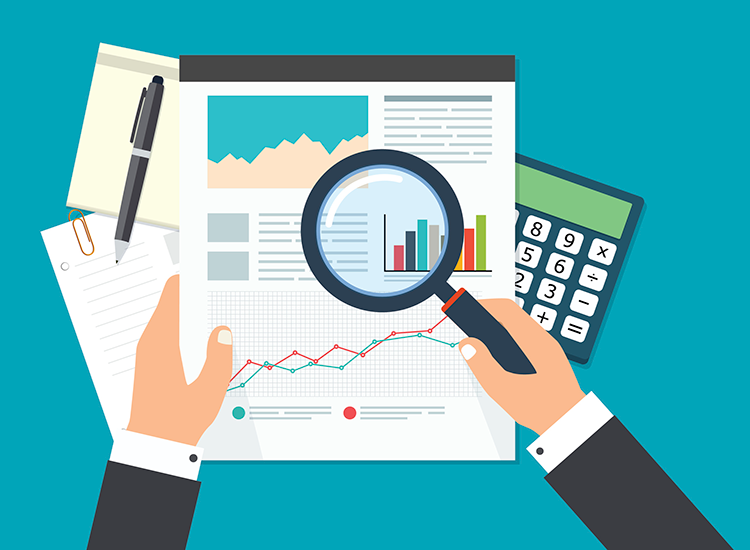 8 9 ×
5 6 ÷
2 3 −
+ =